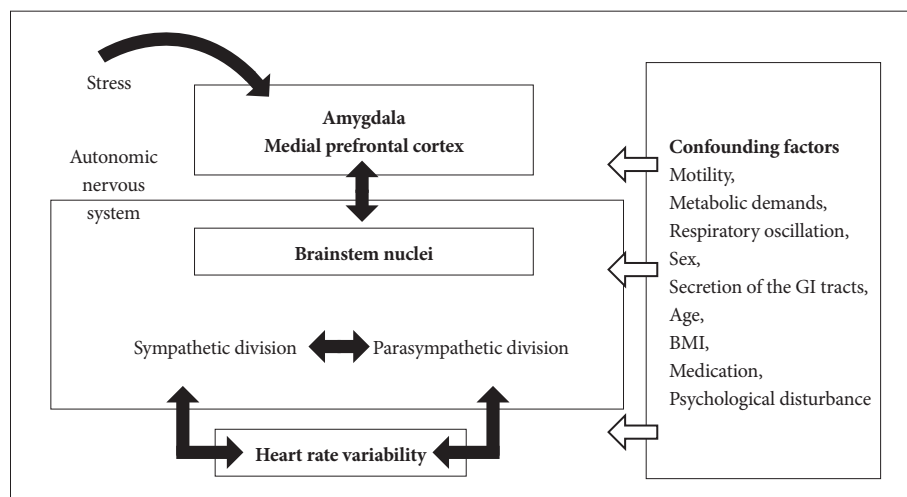 Stress
Amygdala
Medial prefrontal cortex
Autonomic
nervous
system
Brainstem nuclei
Sympathetic division
Parasympathetic division
Heart rate variability
Confounding factors
Motility,
Metabolic demands,
Respiratory oscillation,
Sex,
Secretion of the GI tracts,
Age,
BMI,
Medication,
Psychological disturbance